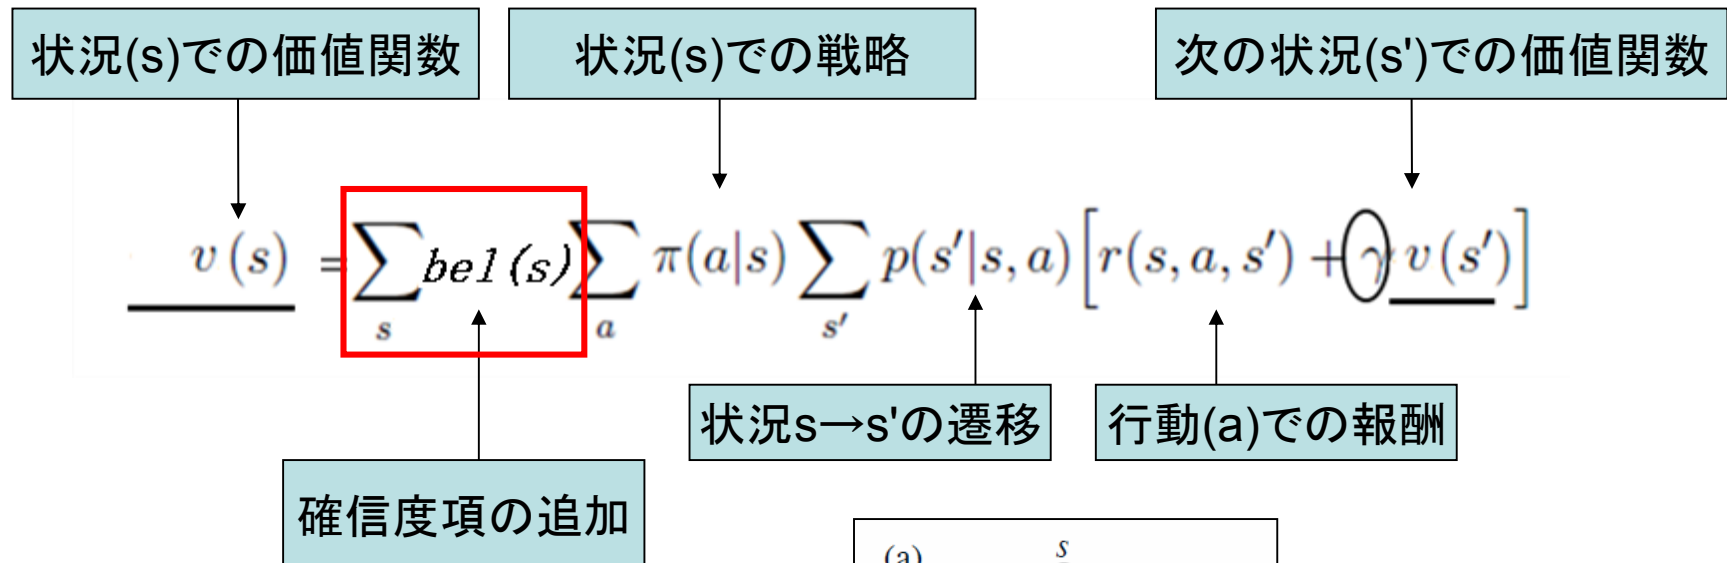 状況(s)での価値関数
状況(s)での戦略
次の状況(s')での価値関数
v(s) = ∑_s bel(s) ∑_a π(a|s) ∑_{s′} p(s′|s, a)[r(s, a, s′) + γ v(s′)]
状況s→s'の遷移
行動(a)での報酬
確信度項の追加
(a)
s